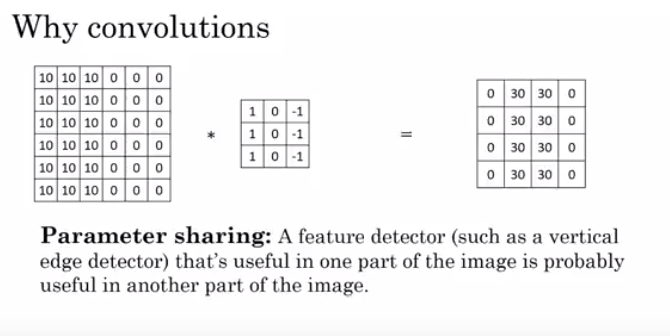 Why convolutions
10 10 10 0 0 0
10 10 10 0 0 0
10 10 10 0 0 0
10 10 10 0 0 0
10 10 10 0 0 0
10 10 10 0 0 0
*
1 0 -1
1 0 -1
1 0 -1
=
0 30 30 0
0 30 30 0
0 30 30 0
0 30 30 0
Parameter sharing: A feature detector (such as a vertical
edge detector) that's useful in one part of the image is probably
useful in another part of the image.